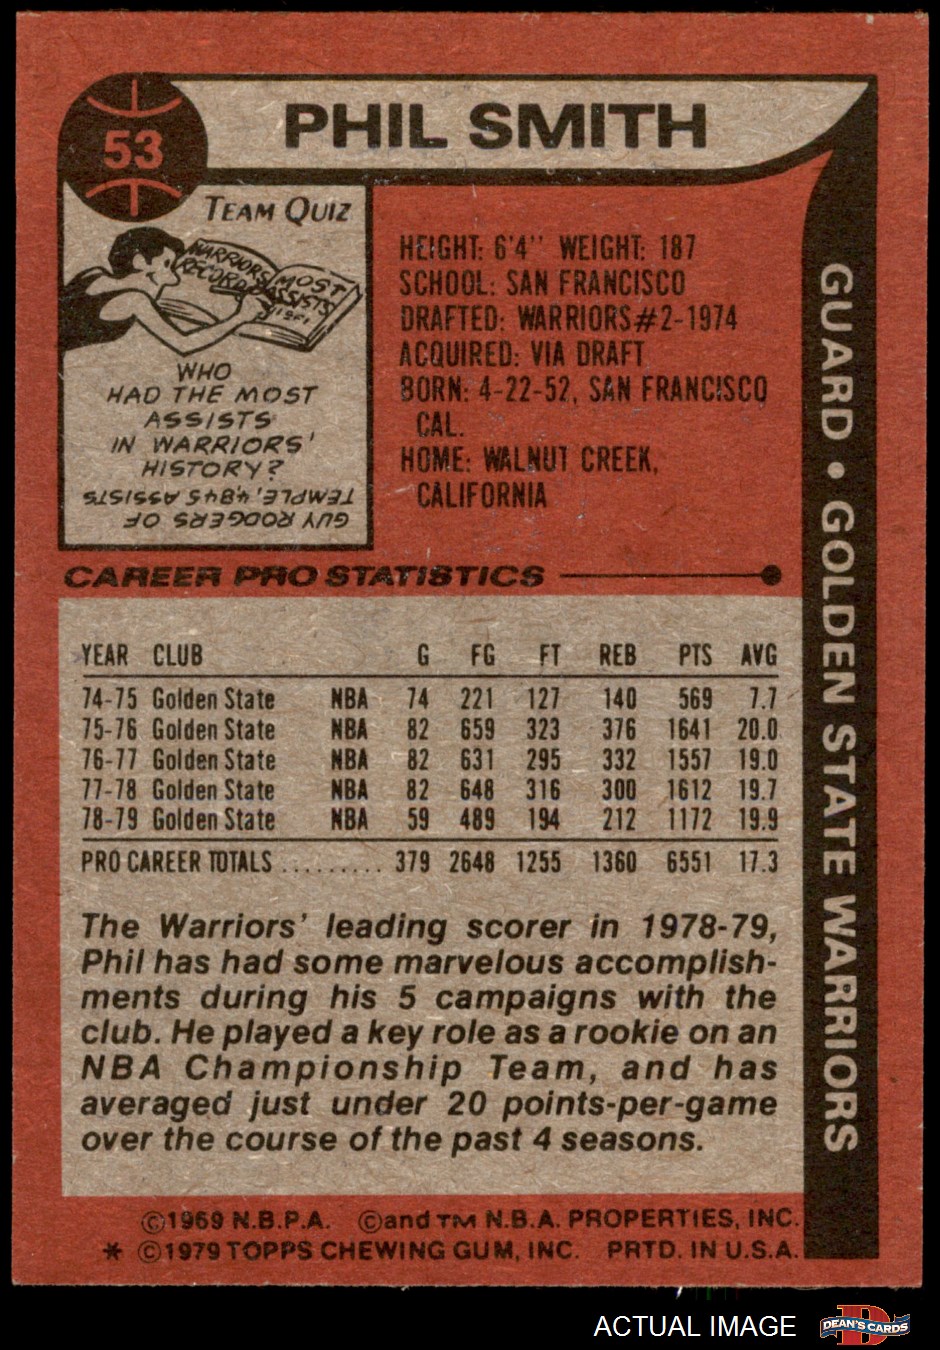 53
PHIL SMITH
TEAM QUIZ
WARRIORS
RECORD
MOST
ASSISTS
WHO
HAD THE MOST
ASSISTS
IN WARRIORS'
HISTORY?
GUY RODGERS OF
TEMPLE, 4,845 ASSISTS
HEIGHT: 6'4" WEIGHT: 187
SCHOOL: SAN FRANCISCO
DRAFTED: WARRIORS#2-1974
ACQUIRED: VIA DRAFT
BORN: 4-22-52, SAN FRANCISCO
CAL.
HOME: WALNUT CREEK,
CALIFORNIA
GUARD • GOLDEN STATE WARRIORS
CAREER PRO STATISTICS
YEAR CLUB G FG FT REB PTS AVG
74-75 Golden State NBA 74 221 127 140 569 7.7
75-76 Golden State NBA 82 659 323 376 1641 20.0
76-77 Golden State NBA 82 631 295 332 1557 19.0
77-78 Golden State NBA 82 648 316 300 1612 19.7
78-79 Golden State NBA 59 489 194 212 1172 19.9
PRO CAREER TOTALS .......... 379 2648 1255 1360 6551 17.3
The Warriors' leading scorer in 1978-79,
Phil has had some marvelous accomplish-
ments during his 5 campaigns with the
club. He played a key role as a rookie on an
NBA Championship Team, and has
averaged just under 20 points-per-game
over the course of the past 4 seasons.
©1969 N.B.P.A. ©and TM N.B.A. PROPERTIES, INC.
* ©1979 TOPPS CHEWING GUM, INC. PRTD. IN U.S.A.
ACTUAL IMAGE
DEAN'S CARDS